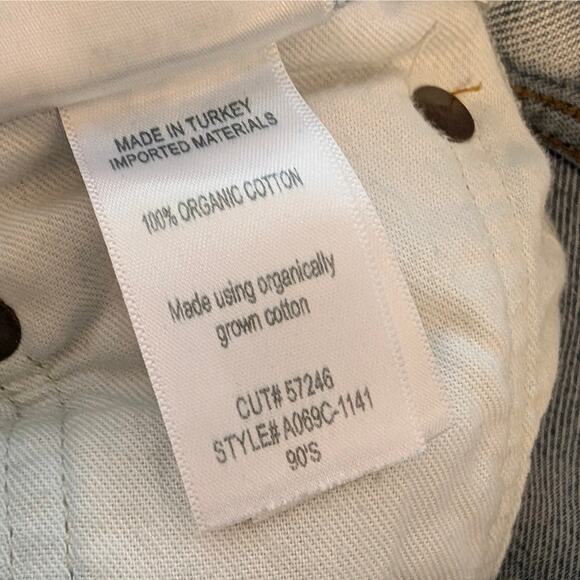 MADE IN TURKEY
IMPORTED MATERIALS
100% ORGANIC COTTON
Made using organically
grown cotton
CUT# 57246
STYLE# A069C-1141
90'S